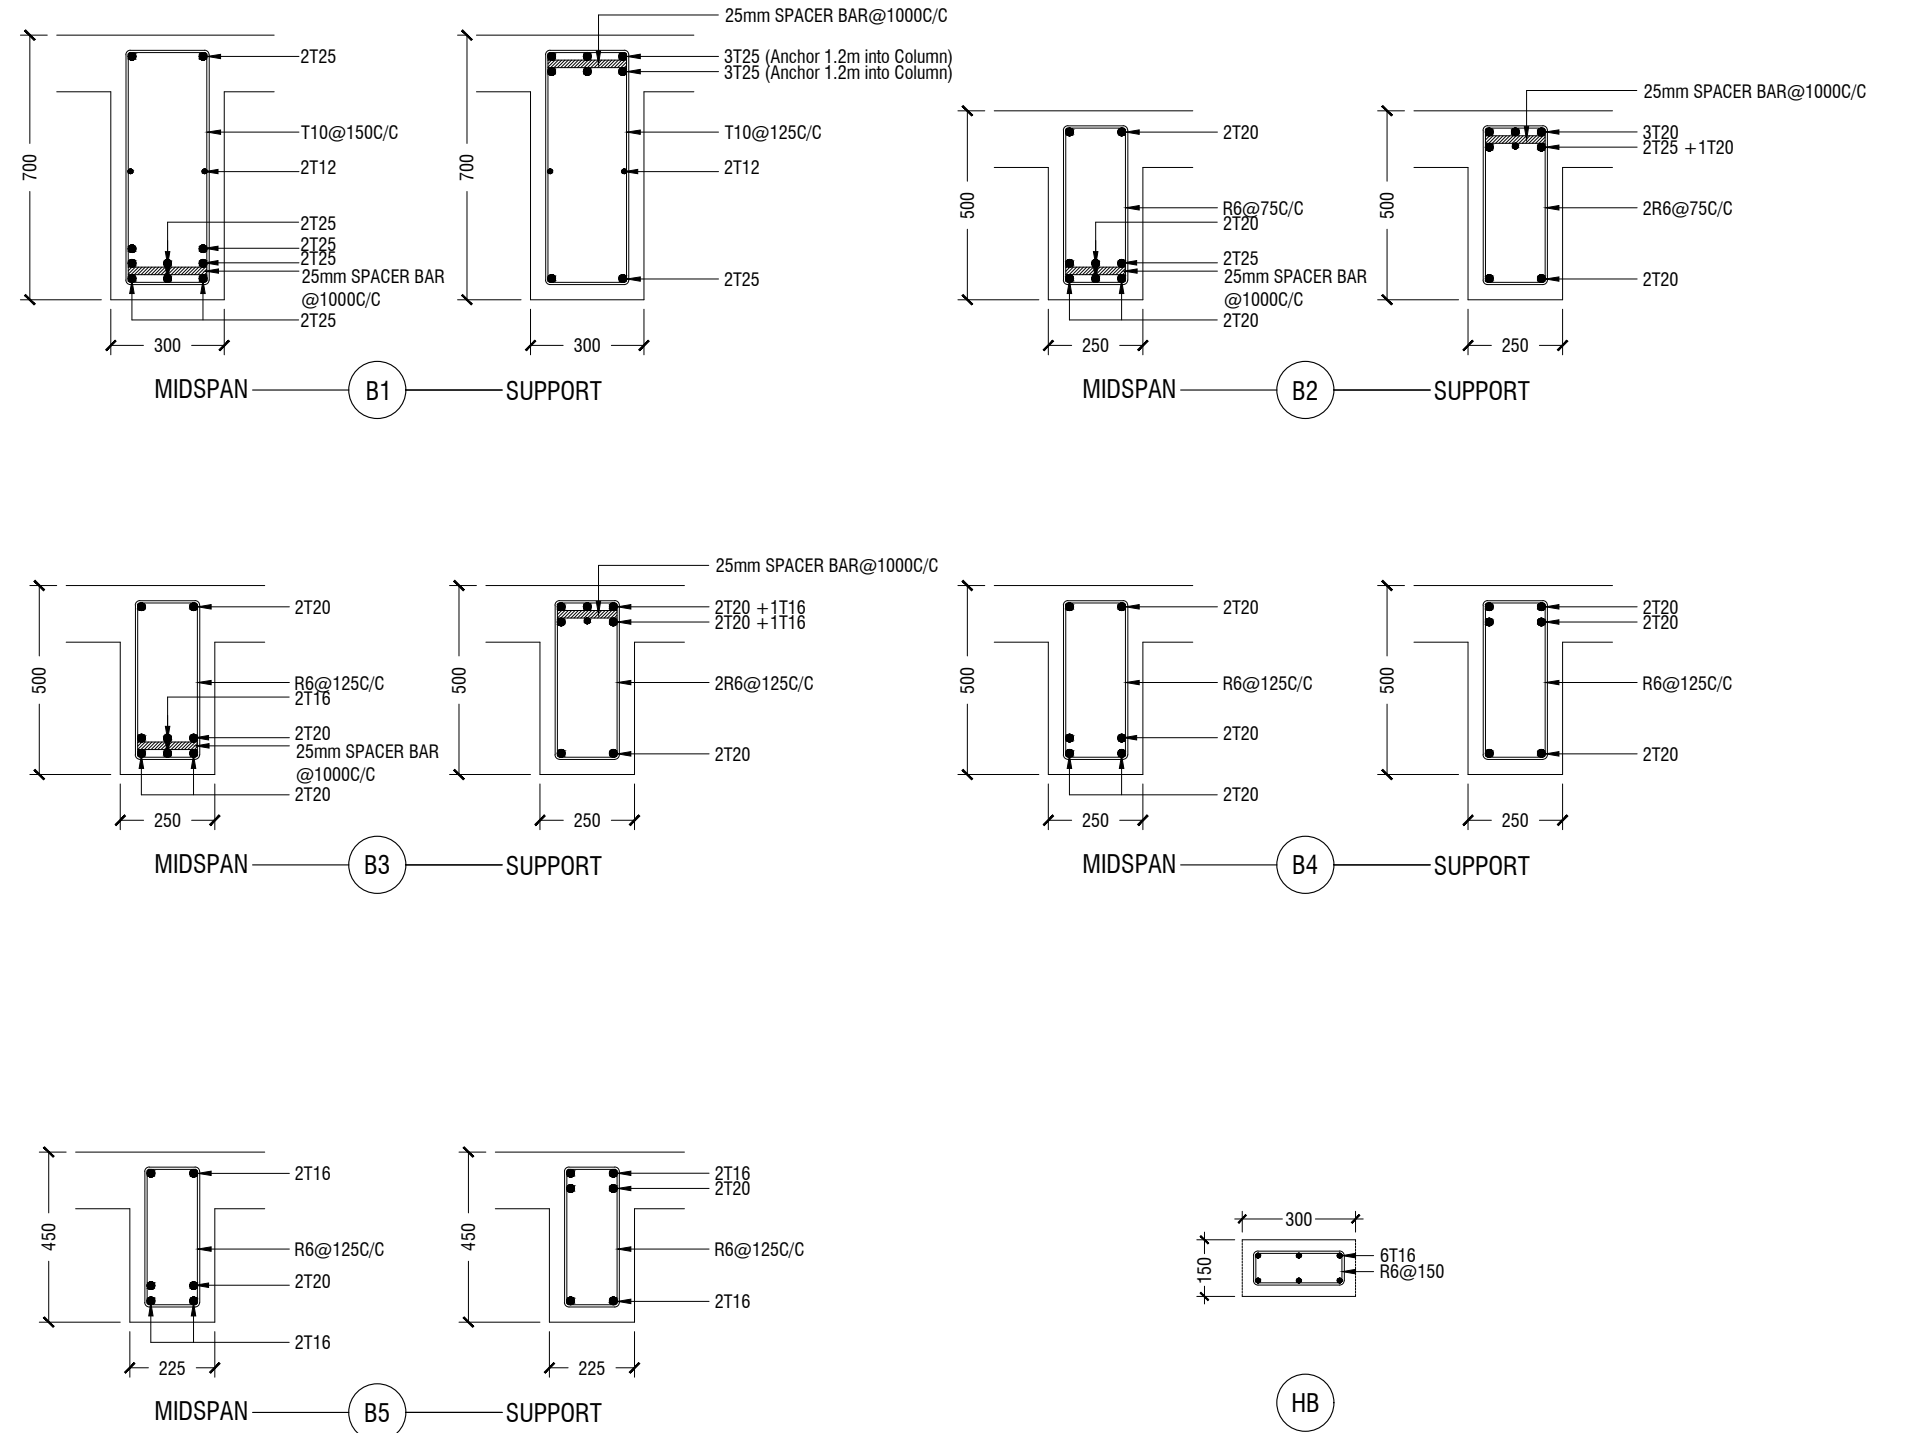 25mm SPACER BAR@1000C/C
2T25
3T25 (Anchor 1.2m into Column)
3T25 (Anchor 1.2m into Column)
T10@150C/C
T10@125C/C
700
2T12
700
2T12
2T25
2T25
2T25
25mm SPACER BAR
@1000C/C
2T25
2T25
300
300
MIDSPAN
B1
SUPPORT
25mm SPACER BAR@1000C/C
2T20
3T20
2T25 +1T20
500
R6@75C/C
2T20
500
2R6@75C/C
2T25
25mm SPACER BAR
@1000C/C
2T20
2T20
250
250
MIDSPAN
B2
SUPPORT
25mm SPACER BAR@1000C/C
2T20
2T20 +1T16
2T20 +1T16
500
R6@125C/C
2T16
500
2R6@125C/C
2T20
25mm SPACER BAR
@1000C/C
2T20
2T20
250
250
MIDSPAN
B3
SUPPORT
2T20
2T20
2T20
500
R6@125C/C
500
R6@125C/C
2T20
2T20
2T20
250
250
MIDSPAN
B4
SUPPORT
2T16
2T16
2T20
450
R6@125C/C
450
R6@125C/C
2T20
2T16
2T16
225
225
MIDSPAN
B5
SUPPORT
300
150
6T16
R6@150
HB